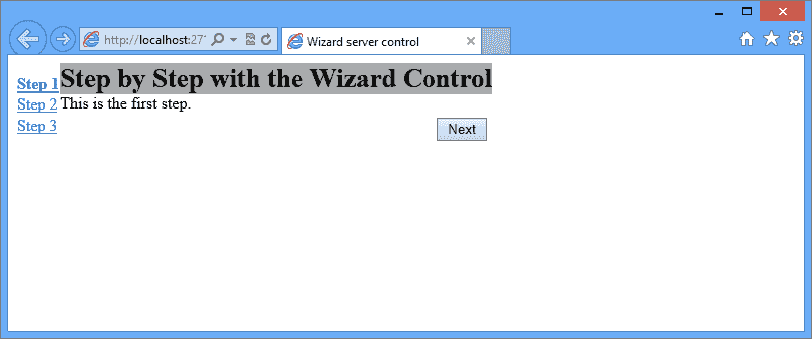 http://localhost:27
Wizard server control
Step 1
Step 2
Step 3
Step by Step with the Wizard Control
This is the first step.
Next